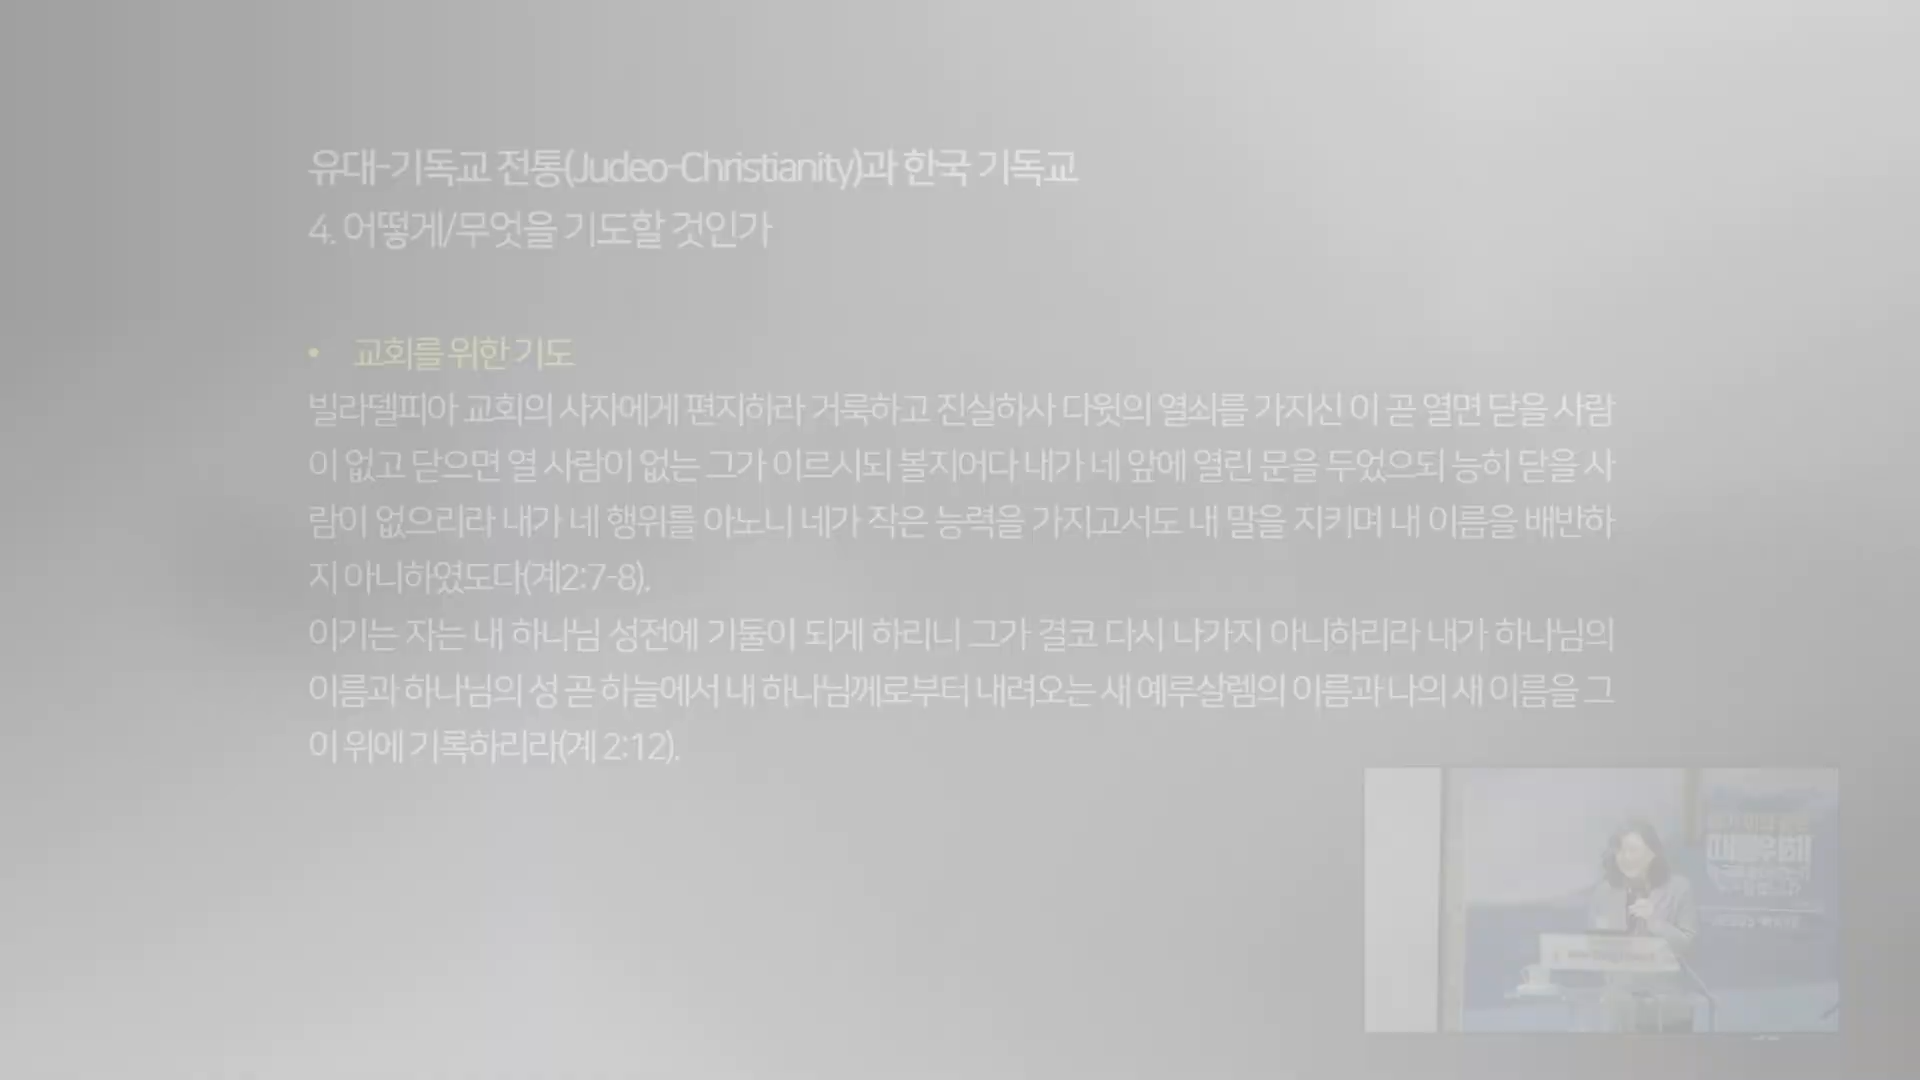 유대-기독교 전통(Judeo-Christianity)과 한국 기독교
4. 어떻게/무엇을 기도할 것인가
• 교회를 위한 기도
빌라델피아 교회의 사자에게 편지하라 거룩하고 진실하사 다윗의 열쇠를 가지신 이 곧 열면 닫을 사람
이 없고 닫으면 열 사람이 없는 그가 이르시되 볼지어다 내가 네 앞에 열린 문을 두었으되 능히 닫을 사
람이 없으리라 내가 네 행위를 아노니 네가 작은 능력을 가지고서도 내 말을 지키며 내 이름을 배반하
지 아니하였도다(계2:7-8).
이기는 자는 내 하나님 성전에 기둥이 되게 하리니 그가 결코 다시 나가지 아니하리라 내가 하나님의
이름과 하나님의 성 곧 하늘에서 내 하나님께로부터 내려오는 새 예루살렘의 이름과 나의 새 이름을 그
이 위에 기록하리라(계 2:12).